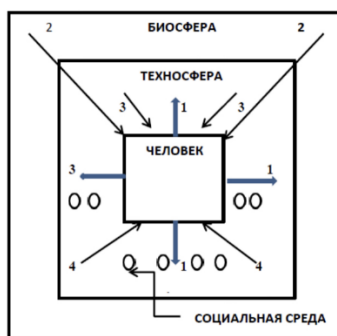 БИОСФЕРА
2 2
ТЕХНОСФЕРА
3 1 3
ЧЕЛОВЕК
3 1
4 1 4
СОЦИАЛЬНАЯ СРЕДА